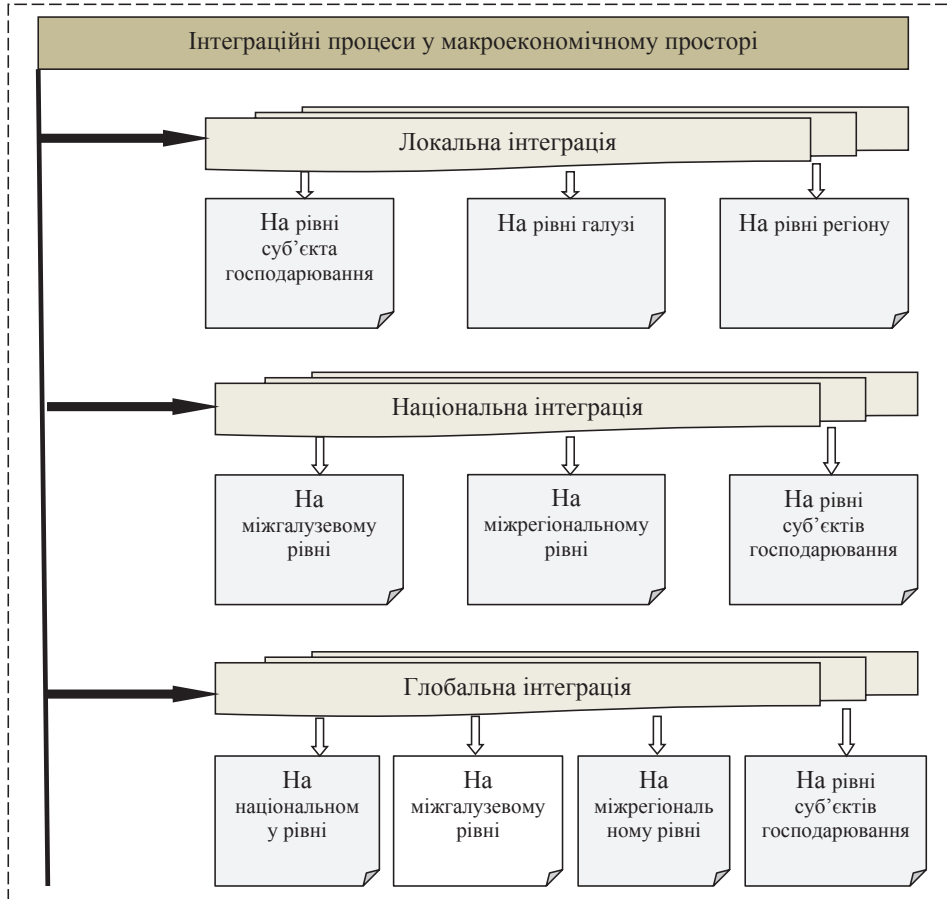 Інтеграційні процеси у макроекономічному просторі
Локальна інтеграція
На рівні
суб’єкта
господарювання
На рівні галузі
На рівні регіону
Національна інтеграція
На
міжгалузевому
рівні
На
міжрегіональному
рівні
На рівні
суб’єктів
господарювання
Глобальна інтеграція
На
національном
у рівні
На
міжгалузевому
рівні
На
міжрегіональ
ному рівні
На рівні
суб’єктів
господарювання